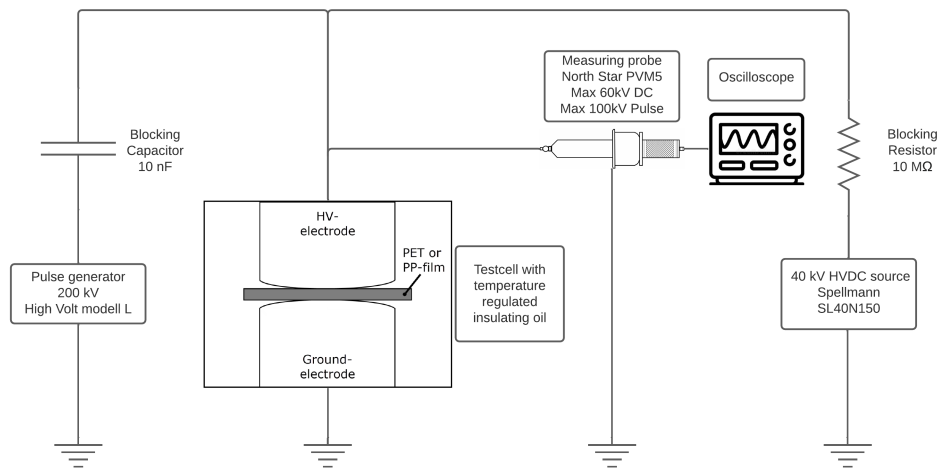 Measuring probe
North Star PVM5
Max 60kV DC
Max 100kV Pulse
Oscilloscope
Blocking
Capacitor
10 nF
Blocking
Resistor
10 MΩ
HV-
electrode
PET or
PP-film
Pulse generator
200 kV
High Volt modell L
Testcell with
temperature
regulated
insulating oil
40 kV HVDC source
Spellmann
SL40N150
Ground-
electrode